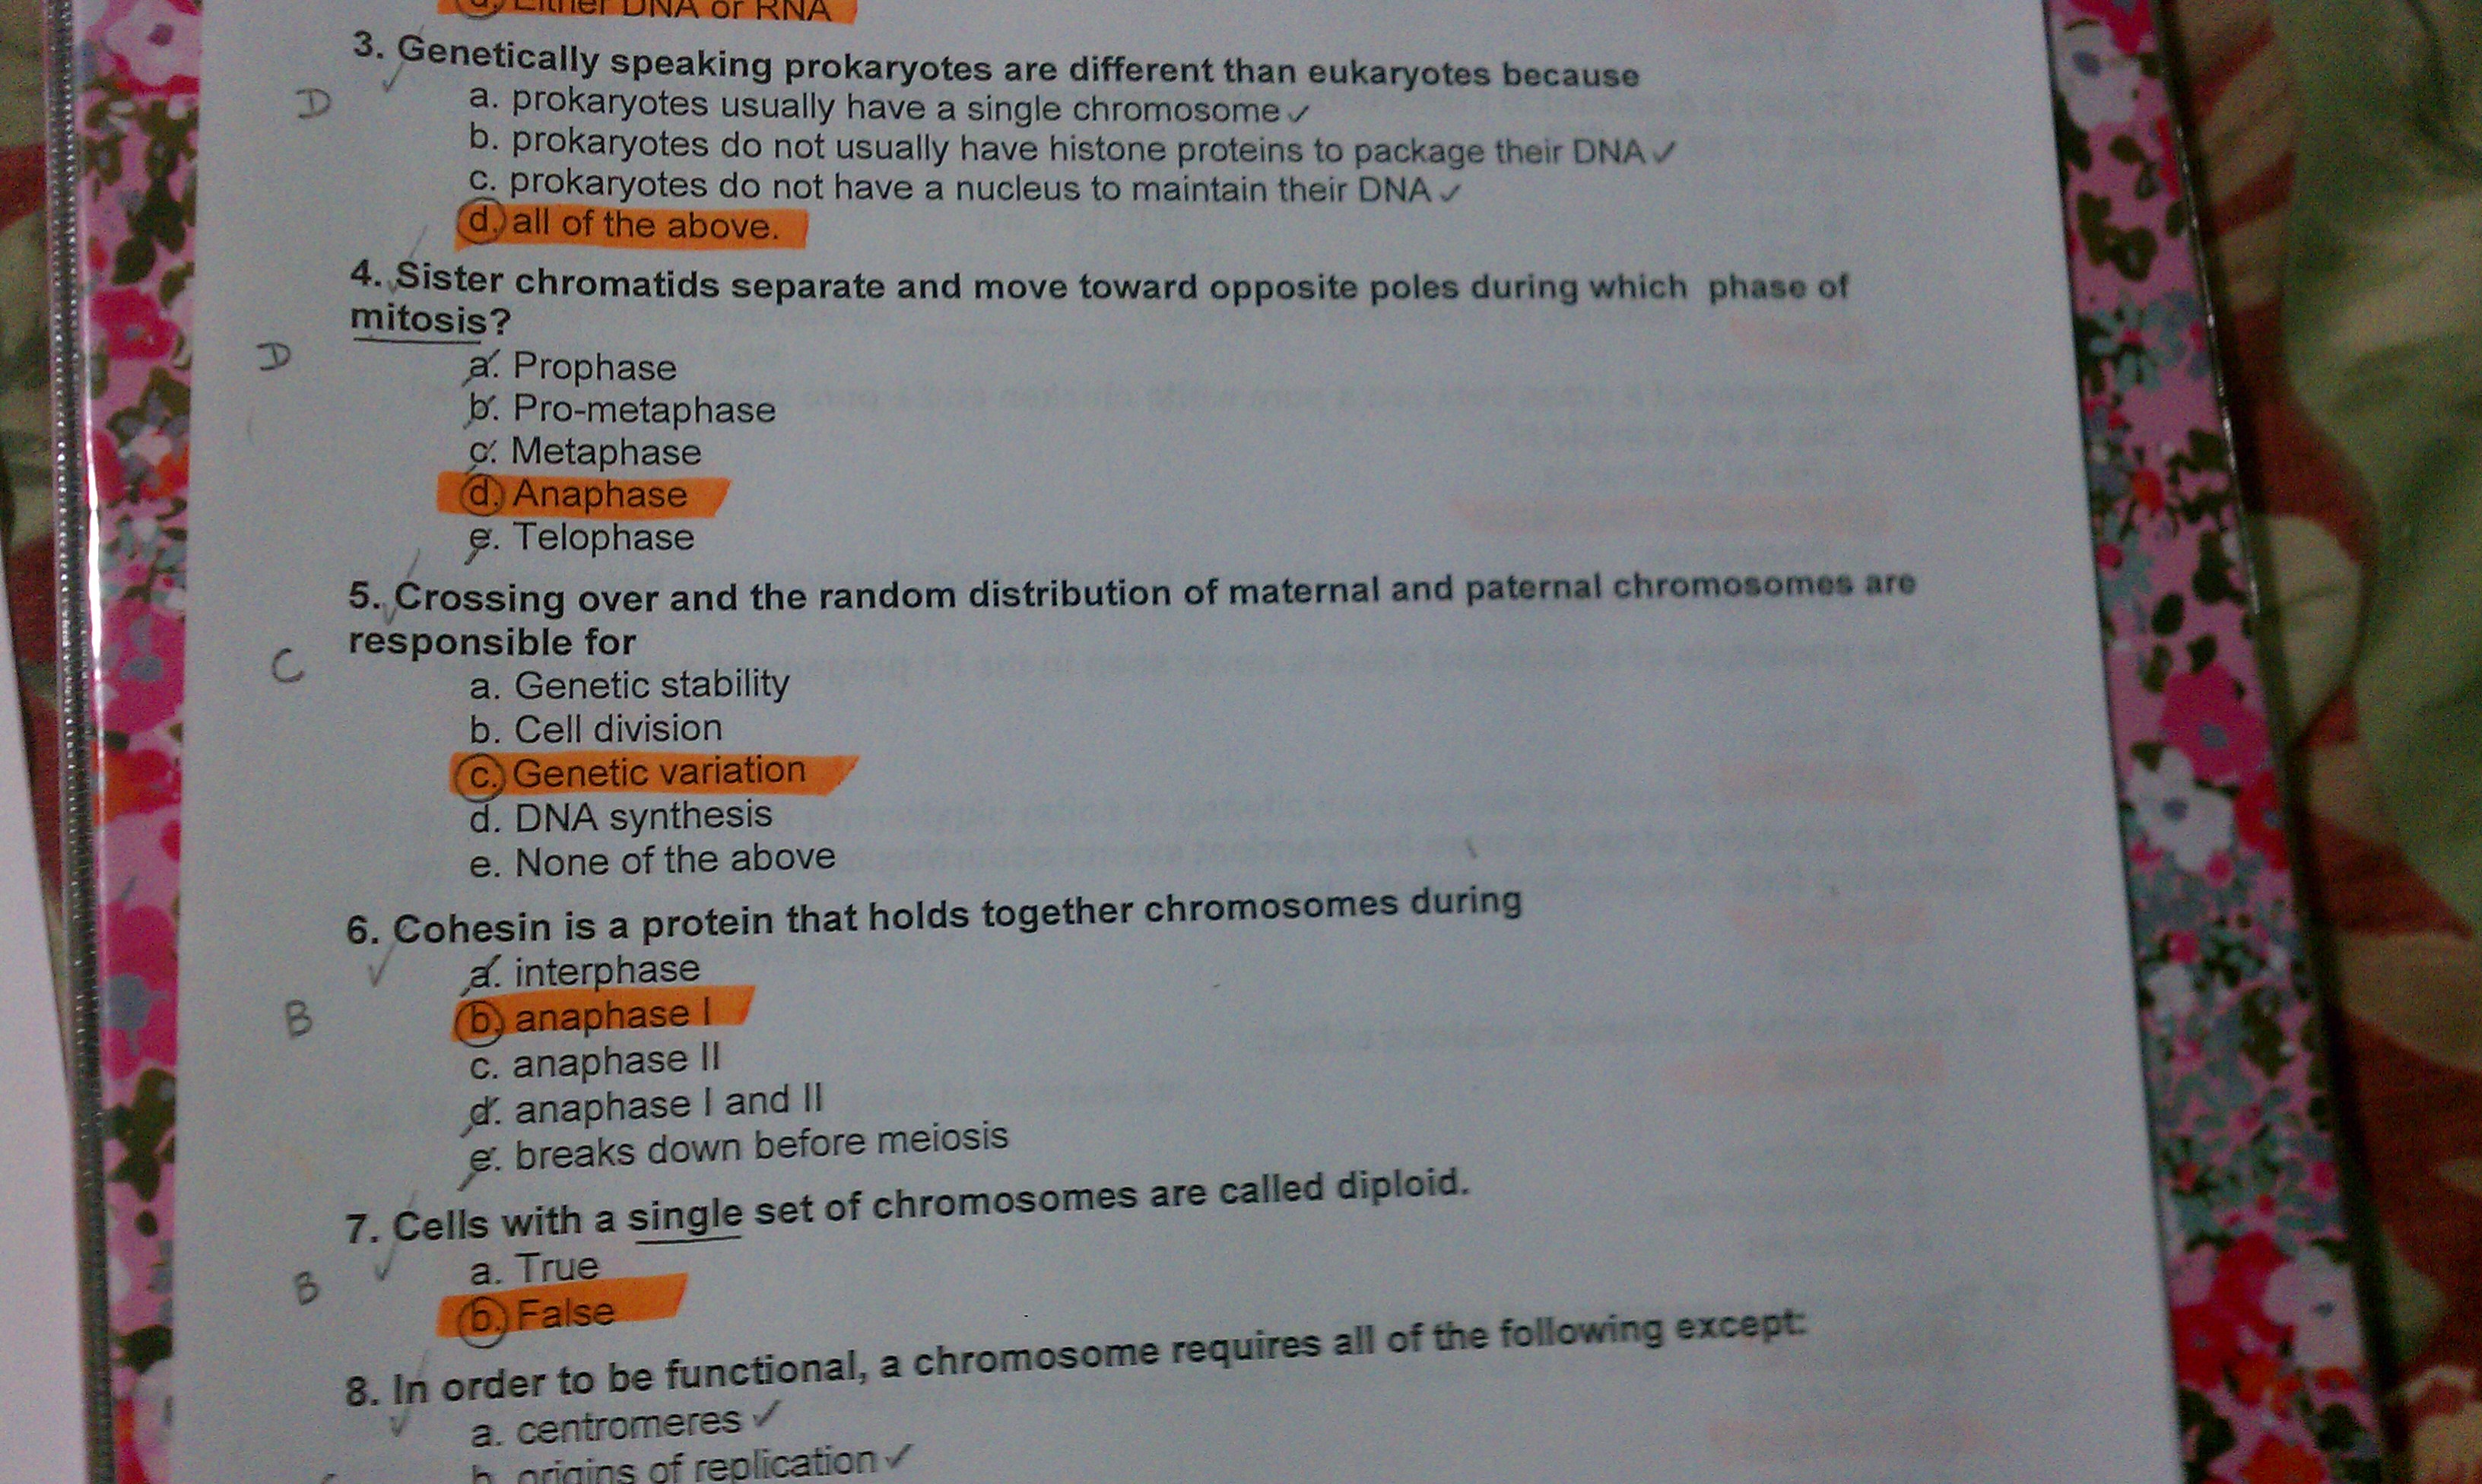 d. Either DNA or RNA
3. Genetically speaking prokaryotes are different than eukaryotes because
D
a. prokaryotes usually have a single chromosome ✓
b. prokaryotes do not usually have histone proteins to package their DNA ✓
c. prokaryotes do not have a nucleus to maintain their DNA ✓
d. all of the above.
4. Sister chromatids separate and move toward opposite poles during which phase of
mitosis?
D
a. Prophase
b. Pro-metaphase
c. Metaphase
d. Anaphase
e. Telophase
5. Crossing over and the random distribution of maternal and paternal chromosomes are
responsible for
C
a. Genetic stability
b. Cell division
c. Genetic variation
d. DNA synthesis
e. None of the above
6. Cohesin is a protein that holds together chromosomes during
a. interphase
B
b. anaphase I
c. anaphase II
d. anaphase I and II
e. breaks down before meiosis
7. Cells with a single set of chromosomes are called diploid.
a. True
B
b. False
8. In order to be functional, a chromosome requires all of the following except:
a. centromeres ✓
b. origins of replication ✓